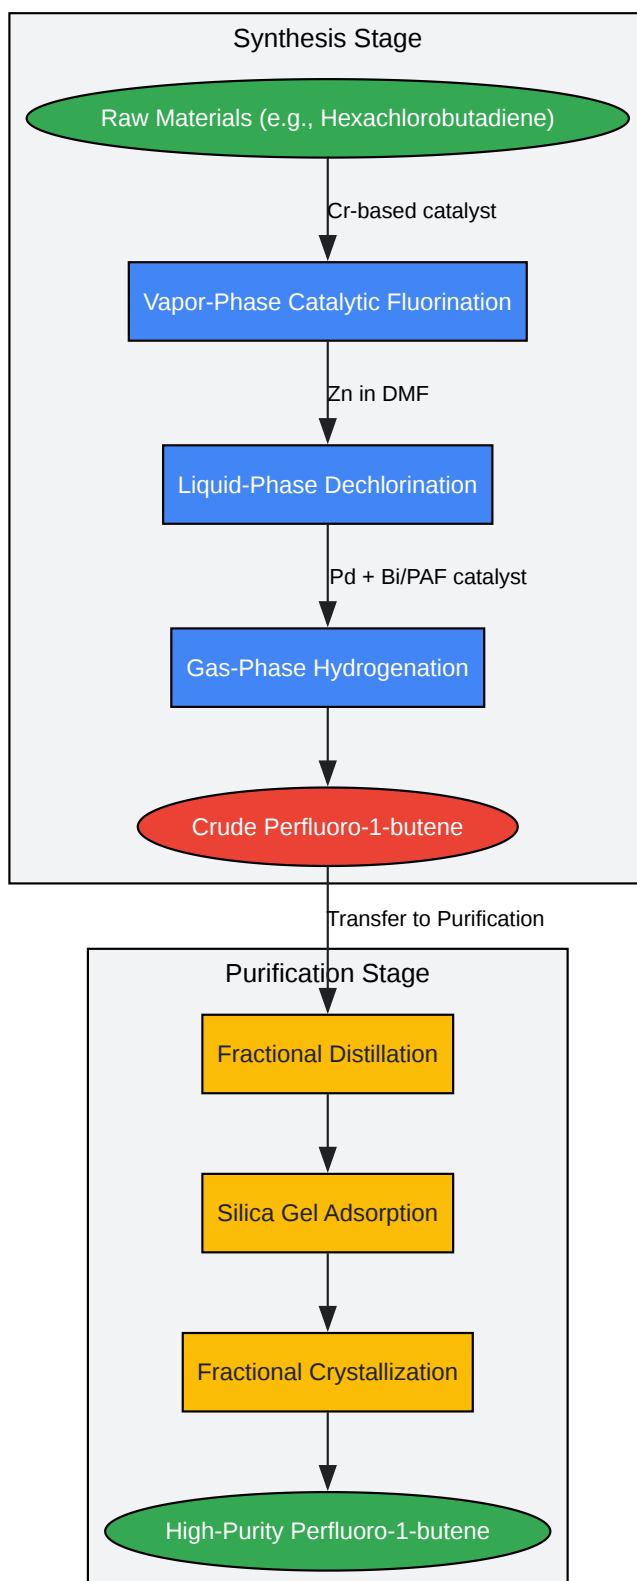 Synthesis Stage
Raw Materials (e.g., Hexachlorobutadiene)
Cr-based catalyst
Vapor-Phase Catalytic Fluorination
Zn in DMF
Liquid-Phase Dechlorination
Pd + Bi/PAF catalyst
Gas-Phase Hydrogenation
Crude Perfluoro-1-butene
Transfer to Purification
Purification Stage
Fractional Distillation
Silica Gel Adsorption
Fractional Crystallization
High-Purity Perfluoro-1-butene